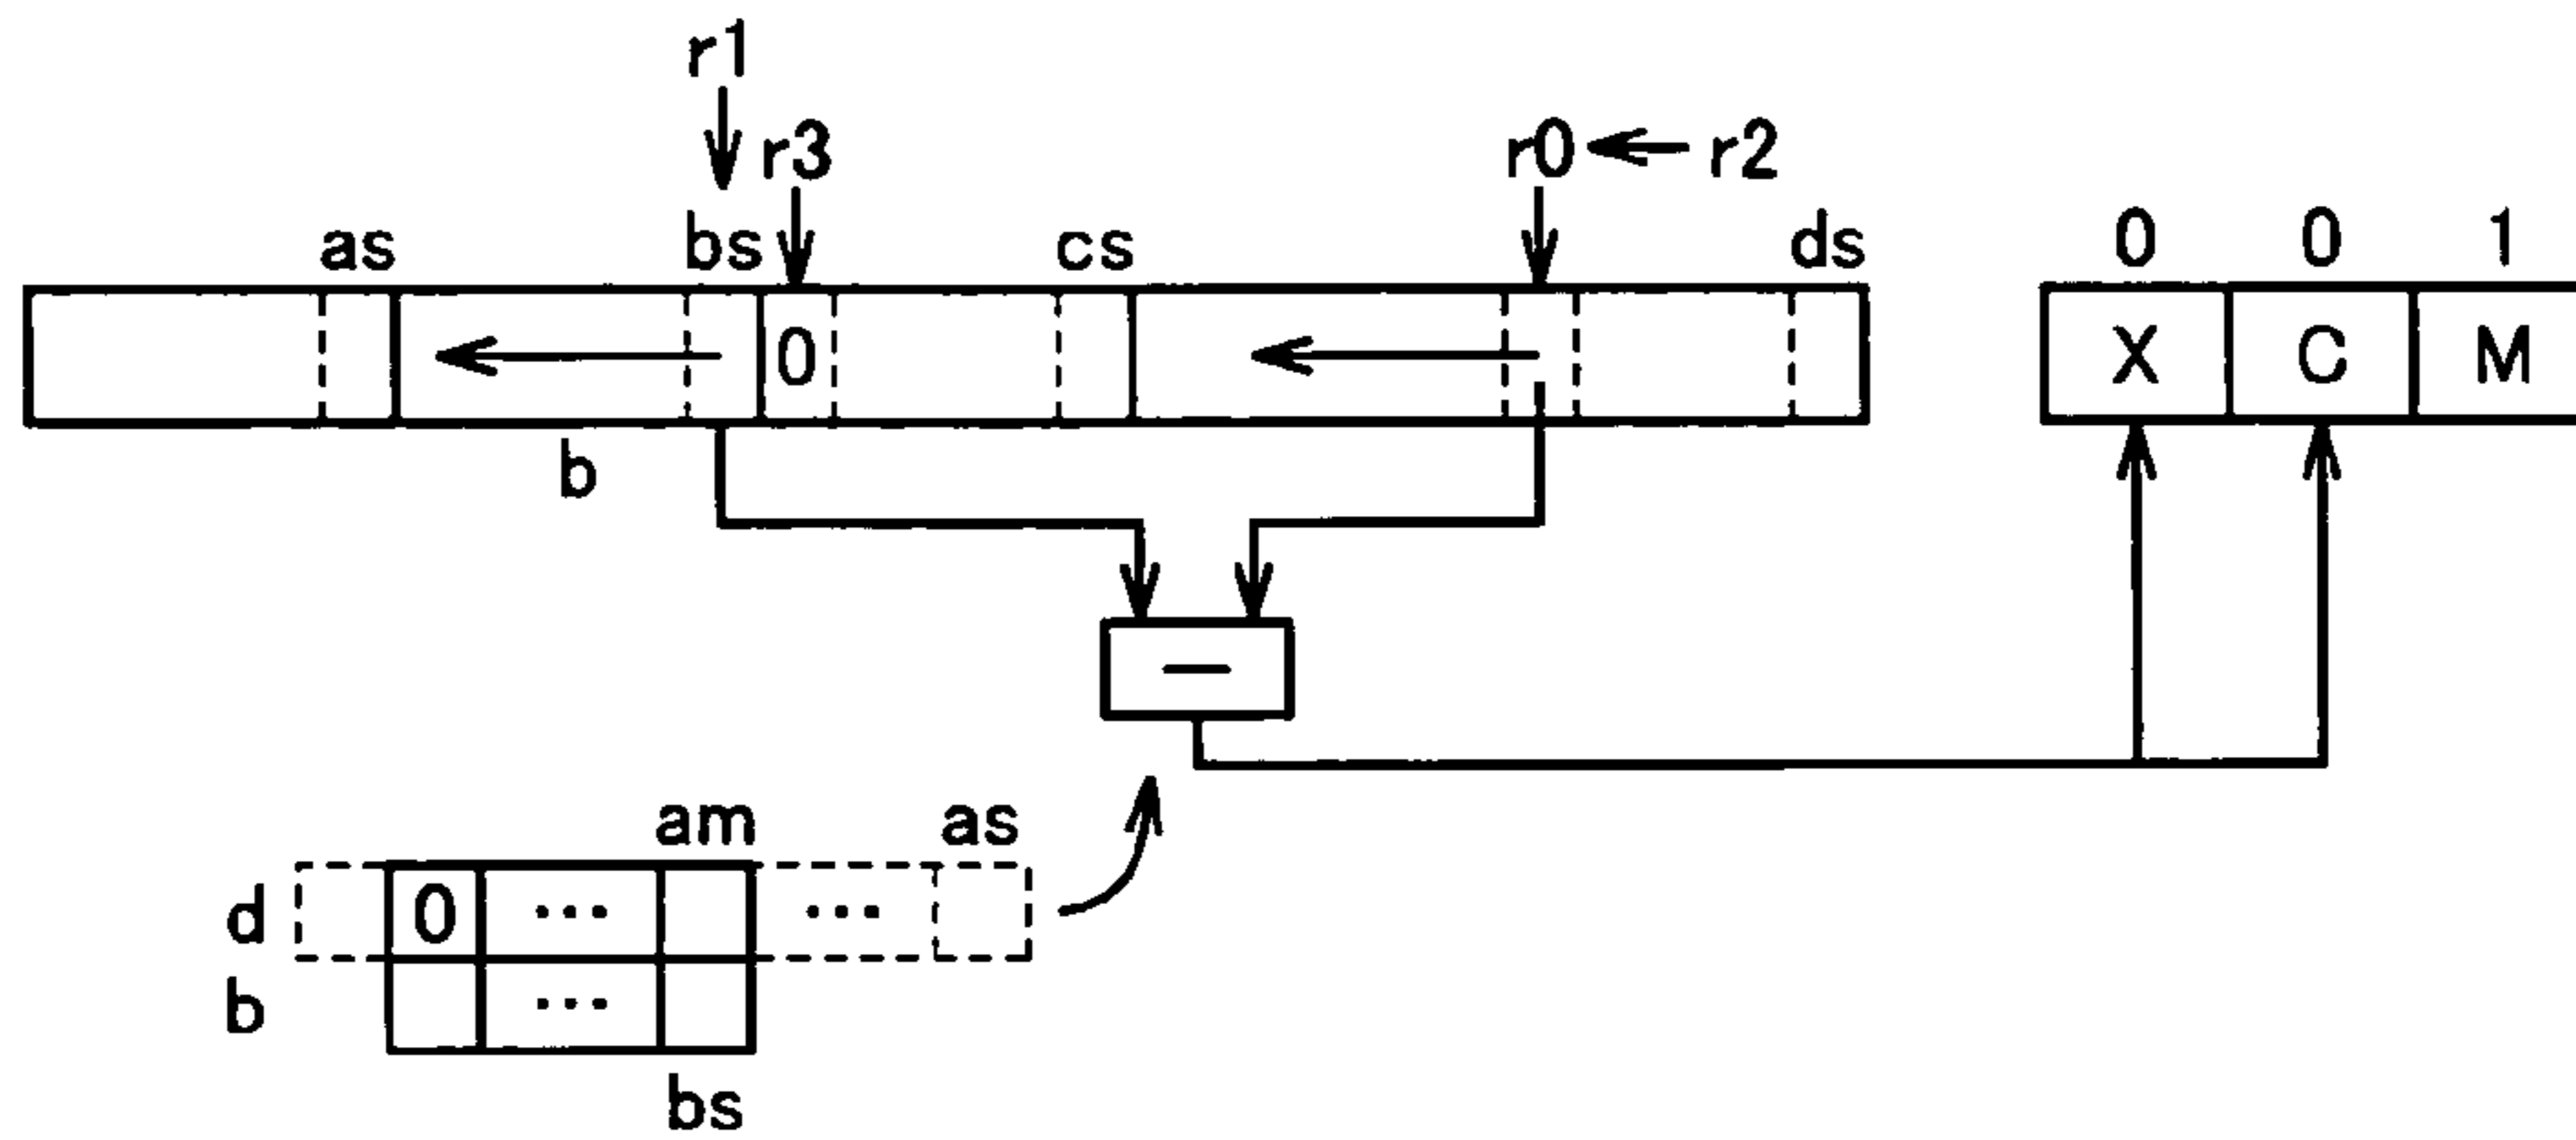 r1
r3 r0 r2
as bs cs ds 0 0 1
0 X C M
b
—
am as
d 0 ... ...
b ...
bs